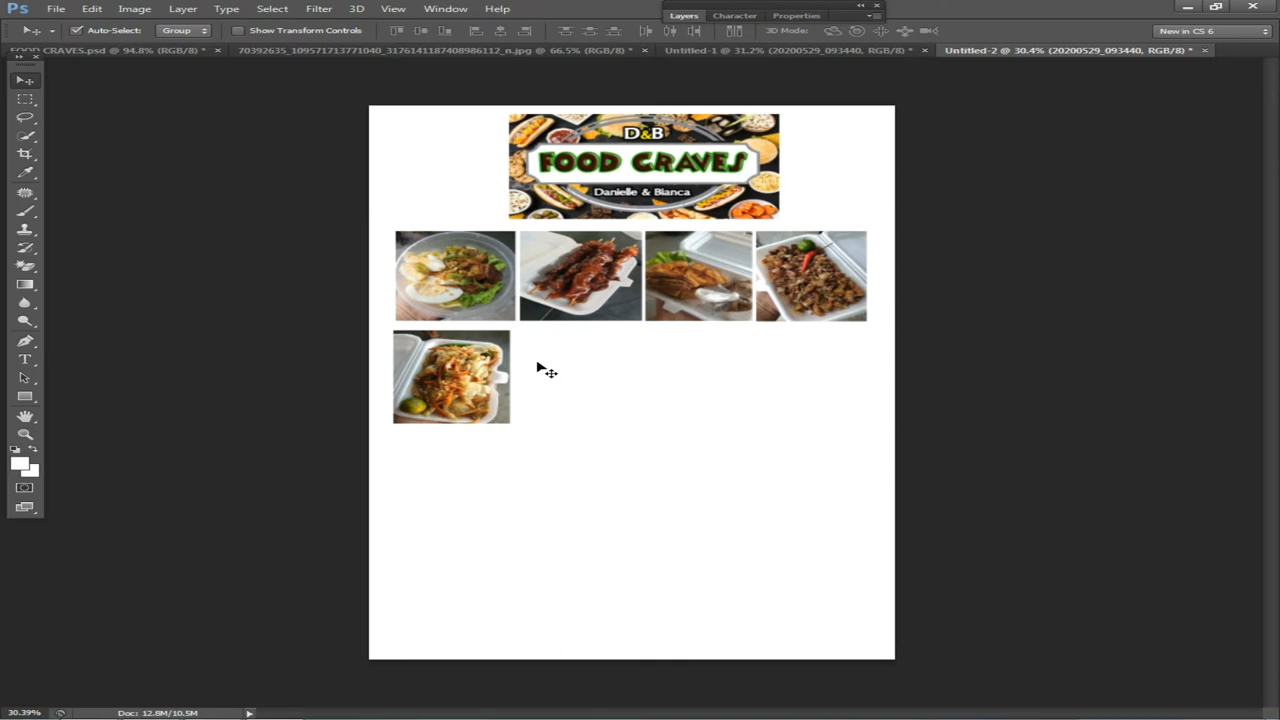 Ps File Edit Image Layer Type Select Filter 3D View Window Help
Layers Character Properties
Auto-Select: Group Show Transform Controls 3D Mode: New in CS 6
FOOD CRAVES.psd @ 94.8% (RGB/8) * × 70392635_109571713771040_3176141187408986112_n.jpg @ 66.5% (RGB/8) * × Untitled-1 @ 31.2% (20200529_093440, RGB/8) * × Untitled-2 @ 30.4% (20200529_093440, RGB/8) * ×
D&B
FOOD CRAVES
Danielle & Bianca
30.39% Doc: 12.8M/10.5M